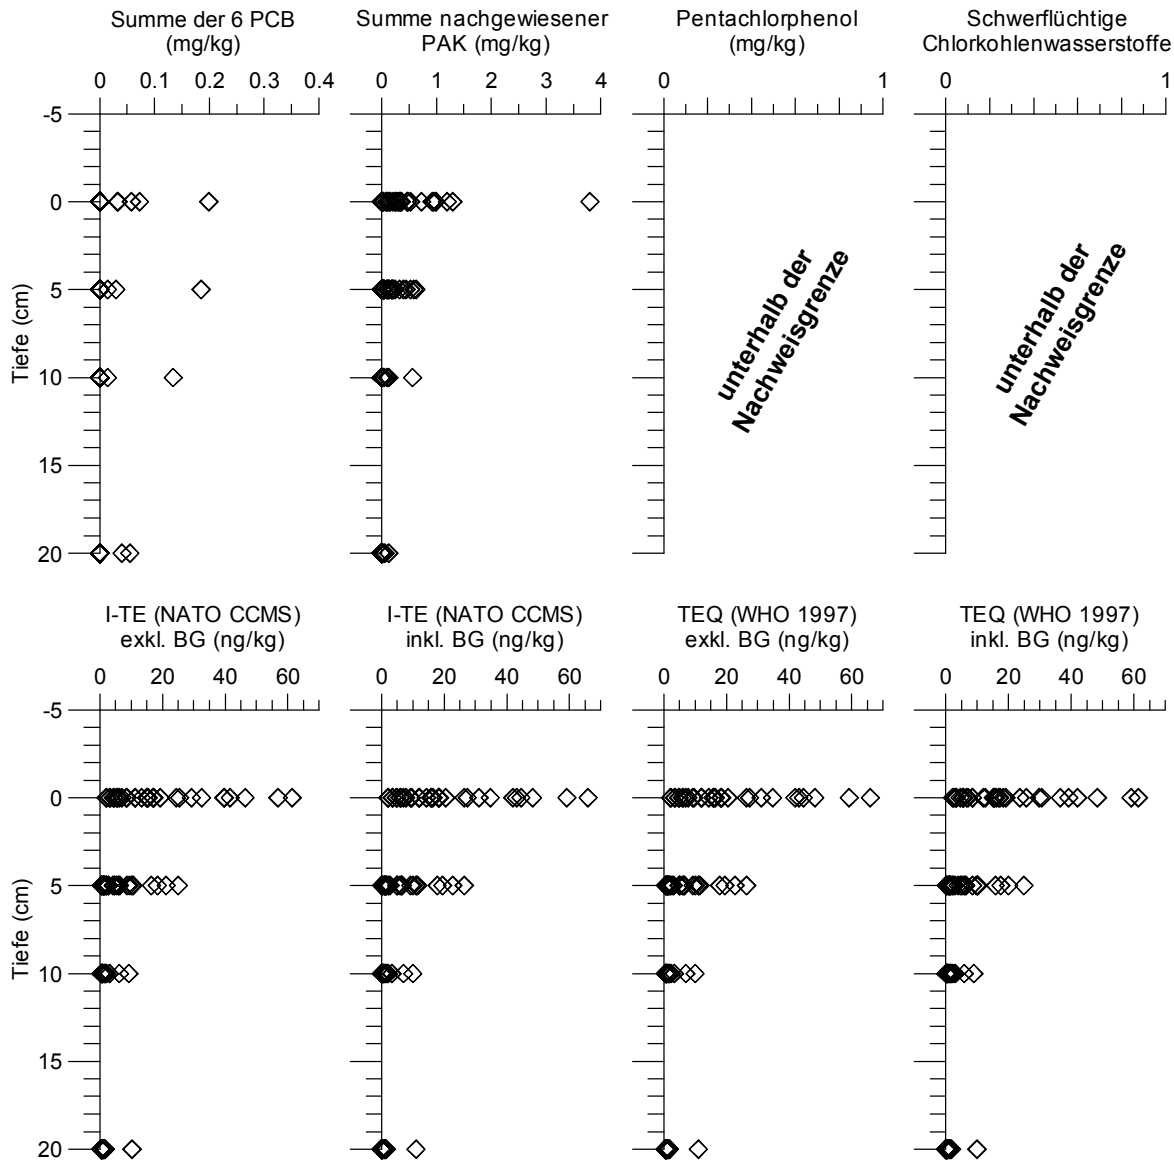 Summe der 6 PCB
(mg/kg)
Summe nachgewiesener
PAK (mg/kg)
Pentachlorphenol
(mg/kg)
Schwerflüchtige
Chlorkohlenwasserstoffe
0 0.1 0.2 0.3 0.4
0 1 2 3 4
0 1
0 1
-5
0
5
10
15
20
Tiefe (cm)
unterhalb der
Nachweisgrenze
unterhalb der
Nachweisgrenze
I-TE (NATO CCMS)
exkl. BG (ng/kg)
I-TE (NATO CCMS)
inkl. BG (ng/kg)
TEQ (WHO 1997)
exkl. BG (ng/kg)
TEQ (WHO 1997)
inkl. BG (ng/kg)
0 20 40 60
0 20 40 60
0 20 40 60
0 20 40 60
-5
0
5
10
15
20
Tiefe (cm)